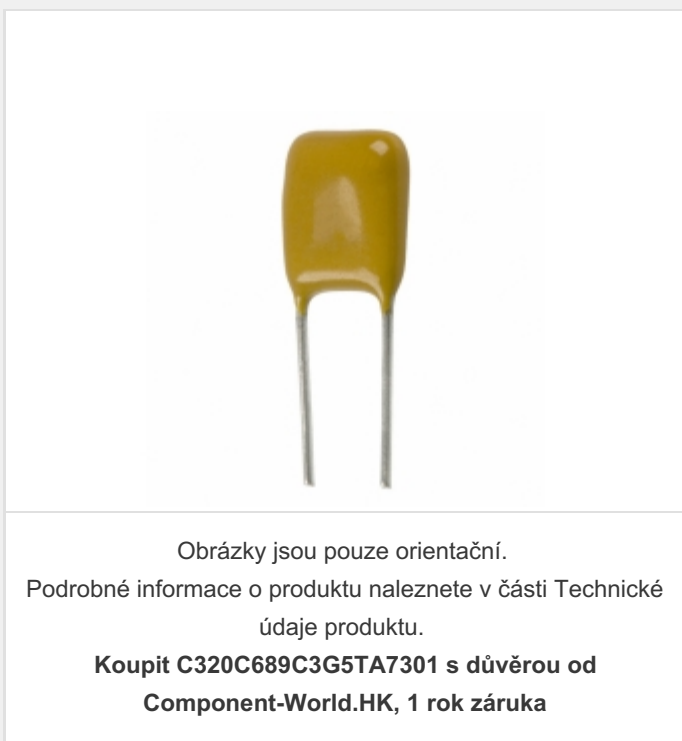 Obrázky jsou pouze orientační.
Podrobné informace o produktu naleznete v části Technické
údaje produktu.
Koupit C320C689C3G5TA7301 s důvěrou od
Component-World.HK, 1 rok záruka